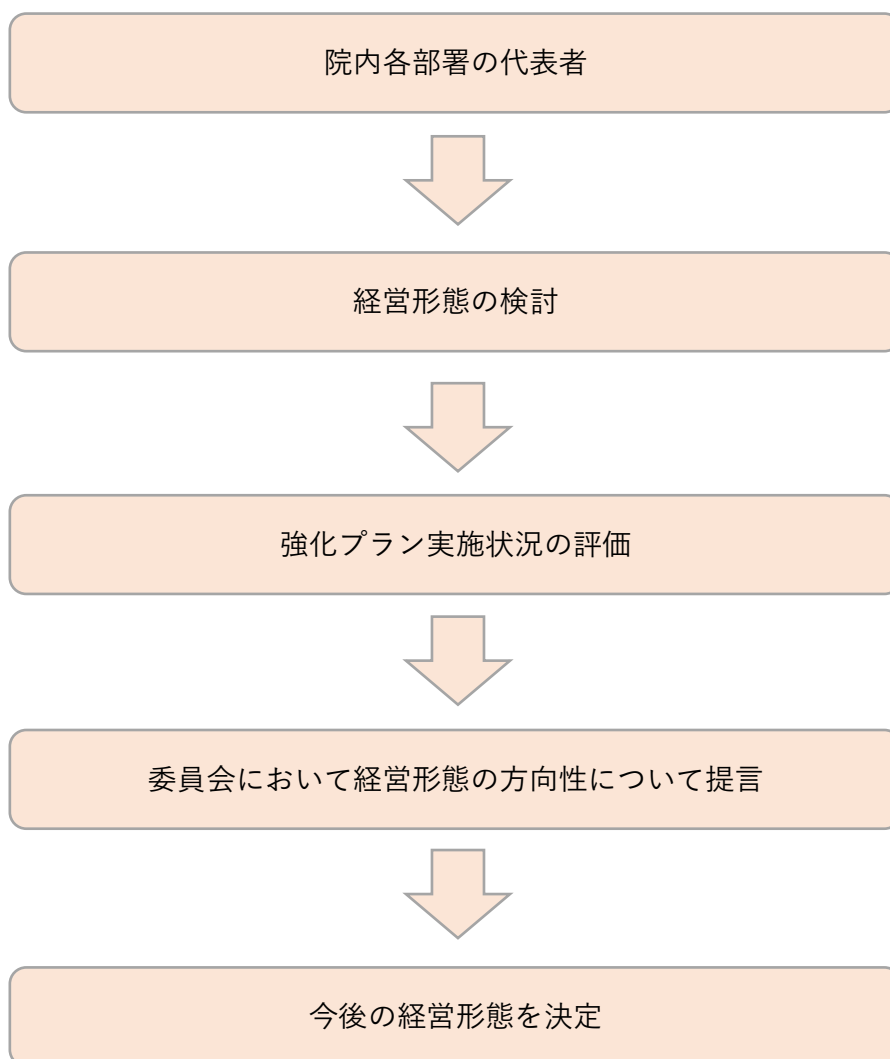 院内各部署の代表者
経営形態の検討
強化プラン実施状況の評価
委員会において経営形態の方向性について提言
今後の経営形態を決定